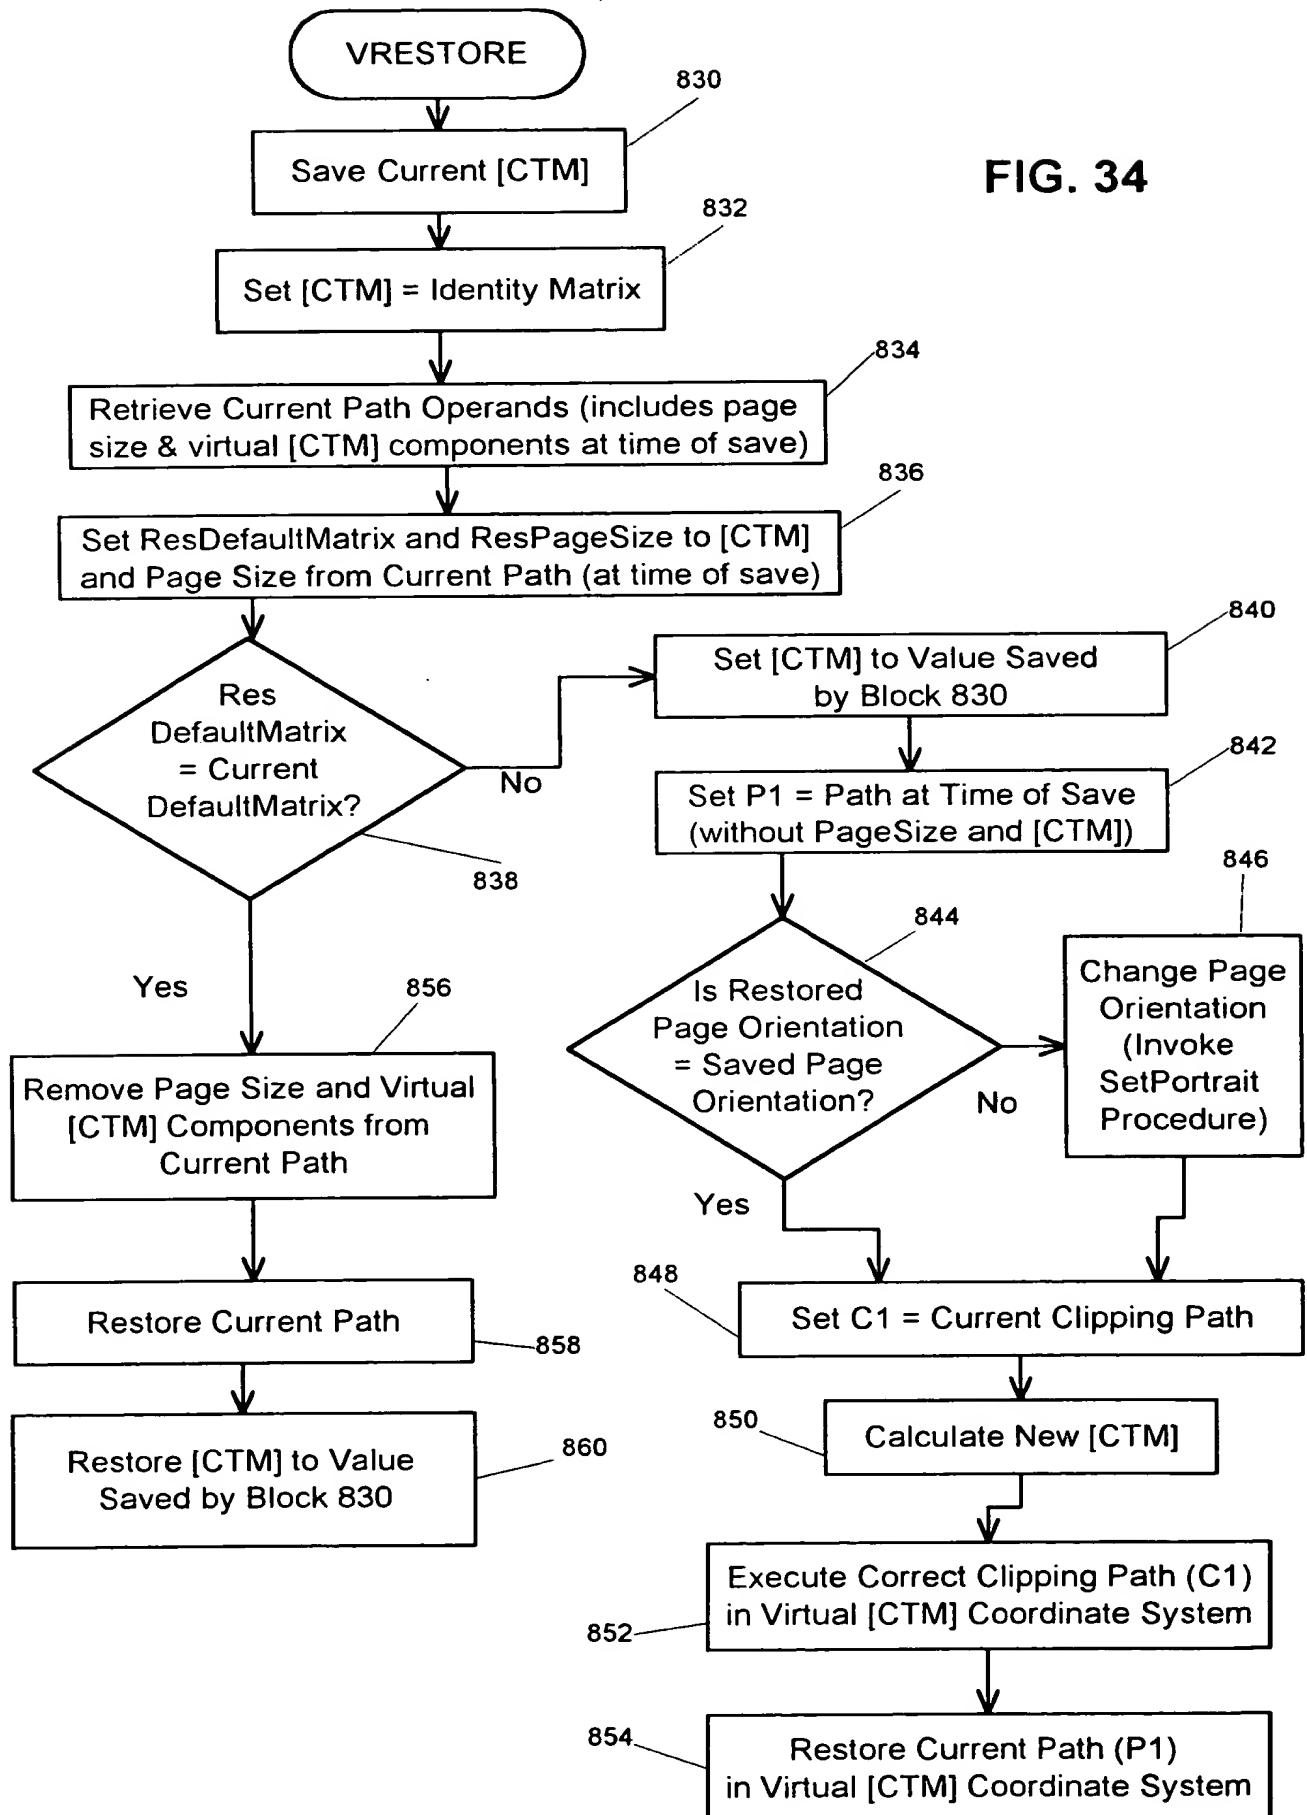 VRESTORE
830
Save Current [CTM]
FIG. 34
832
Set [CTM] = Identity Matrix
834
Retrieve Current Path Operands (includes page
size & virtual [CTM] components at time of save)
836
Set ResDefaultMatrix and ResPageSize to [CTM]
and Page Size from Current Path (at time of save)
Res
DefaultMatrix
= Current
DefaultMatrix?
838
No
840
Set [CTM] to Value Saved
by Block 830
842
Set P1 = Path at Time of Save
(without PageSize and [CTM])
844
Is Restored
Page Orientation
= Saved Page
Orientation?
No
846
Change Page
Orientation
(Invoke
SetPortrait
Procedure)
Yes
856
Remove Page Size and Virtual
[CTM] Components from
Current Path
Yes
848
Set C1 = Current Clipping Path
Restore Current Path
858
850
Calculate New [CTM]
Restore [CTM] to Value
Saved by Block 830
860
Execute Correct Clipping Path (C1)
in Virtual [CTM] Coordinate System
852
854
Restore Current Path (P1)
in Virtual [CTM] Coordinate System